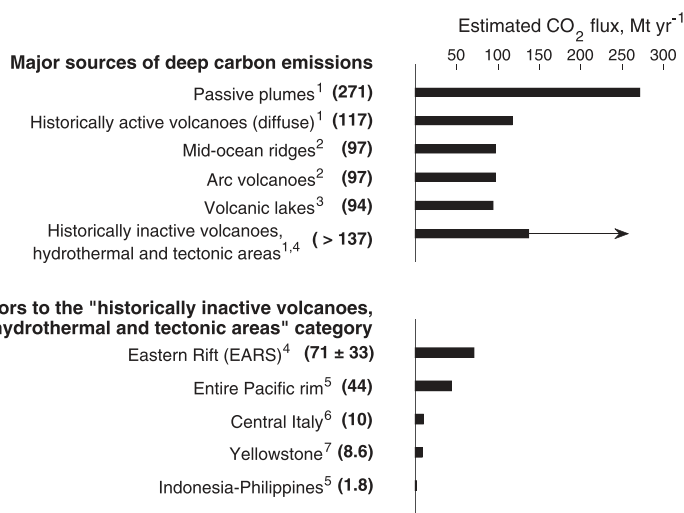 Estimated CO2 flux, Mt yr-1
50 100 150 200 250 300
Major sources of deep carbon emissions
Passive plumes1 (271)
Historically active volcanoes (diffuse)1 (117)
Mid-ocean ridges2 (97)
Arc volcanoes2 (97)
Volcanic lakes3 (94)
Historically inactive volcanoes,
hydrothermal and tectonic areas1,4 ( > 137)
ors to the "historically inactive volcanoes,
hydrothermal and tectonic areas" category
Eastern Rift (EARS)4 (71 ± 33)
Entire Pacific rim5 (44)
Central Italy6 (10)
Yellowstone7 (8.6)
Indonesia-Philippines5 (1.8)